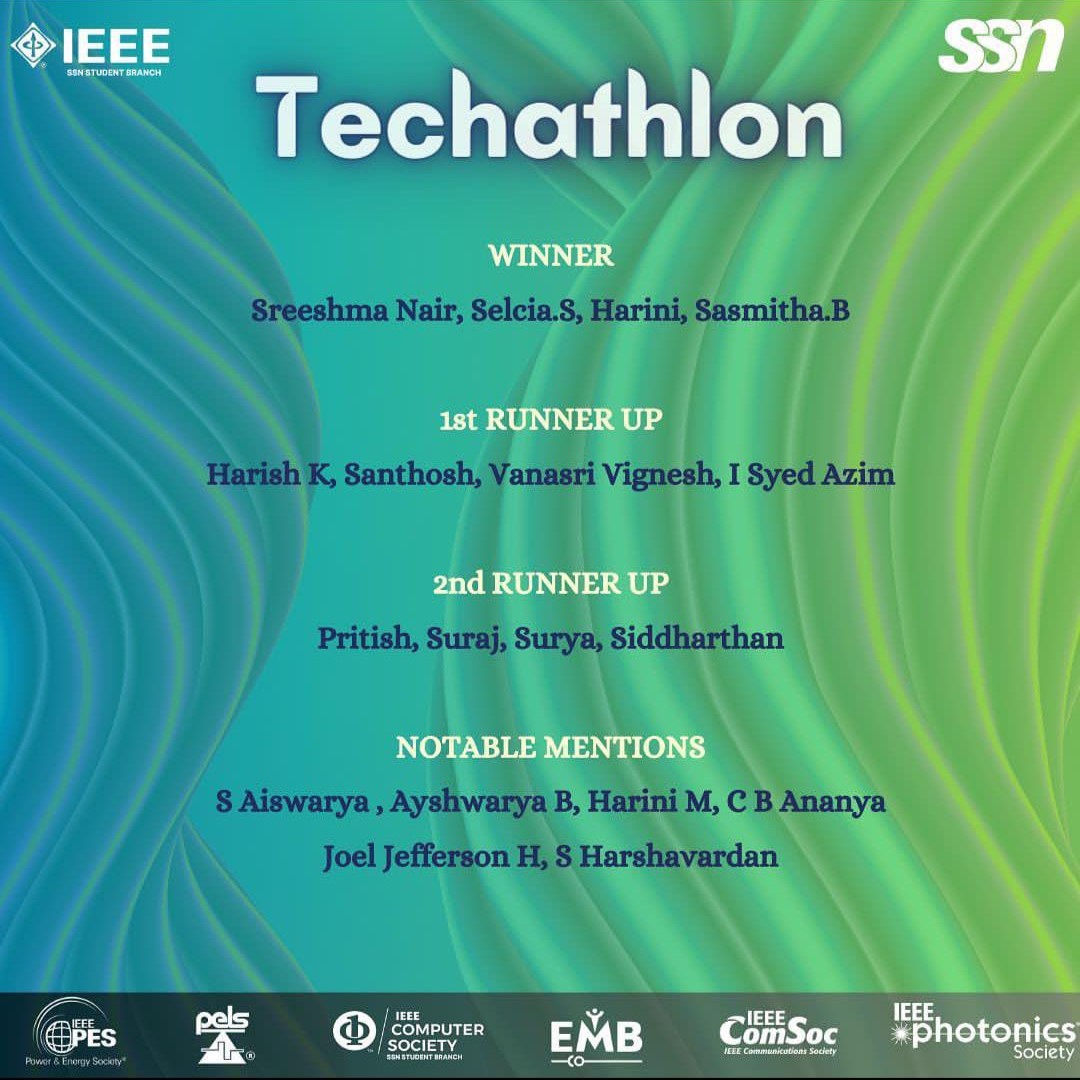 IEEE
SSN STUDENT BRANCH
ssn
Techathlon
WINNER
Sreeshma Nair, Selcia.S, Harini, Sasmitha.B
1st RUNNER UP
Harish K, Santhosh, Vanasri Vignesh, I Syed Azim
2nd RUNNER UP
Pritish, Suraj, Surya, Siddharthan
NOTABLE MENTIONS
S Aiswarya , Ayshwarya B, Harini M, C B Ananya
Joel Jefferson H, S Harshavardan
IEEE
PES
Power & Energy Society®
pels
®
IEEE
COMPUTER
SOCIETY
SSN STUDENT BRANCH
EMB
IEEE
ComSoc
IEEE Communications Society
IEEE
photonics
Society